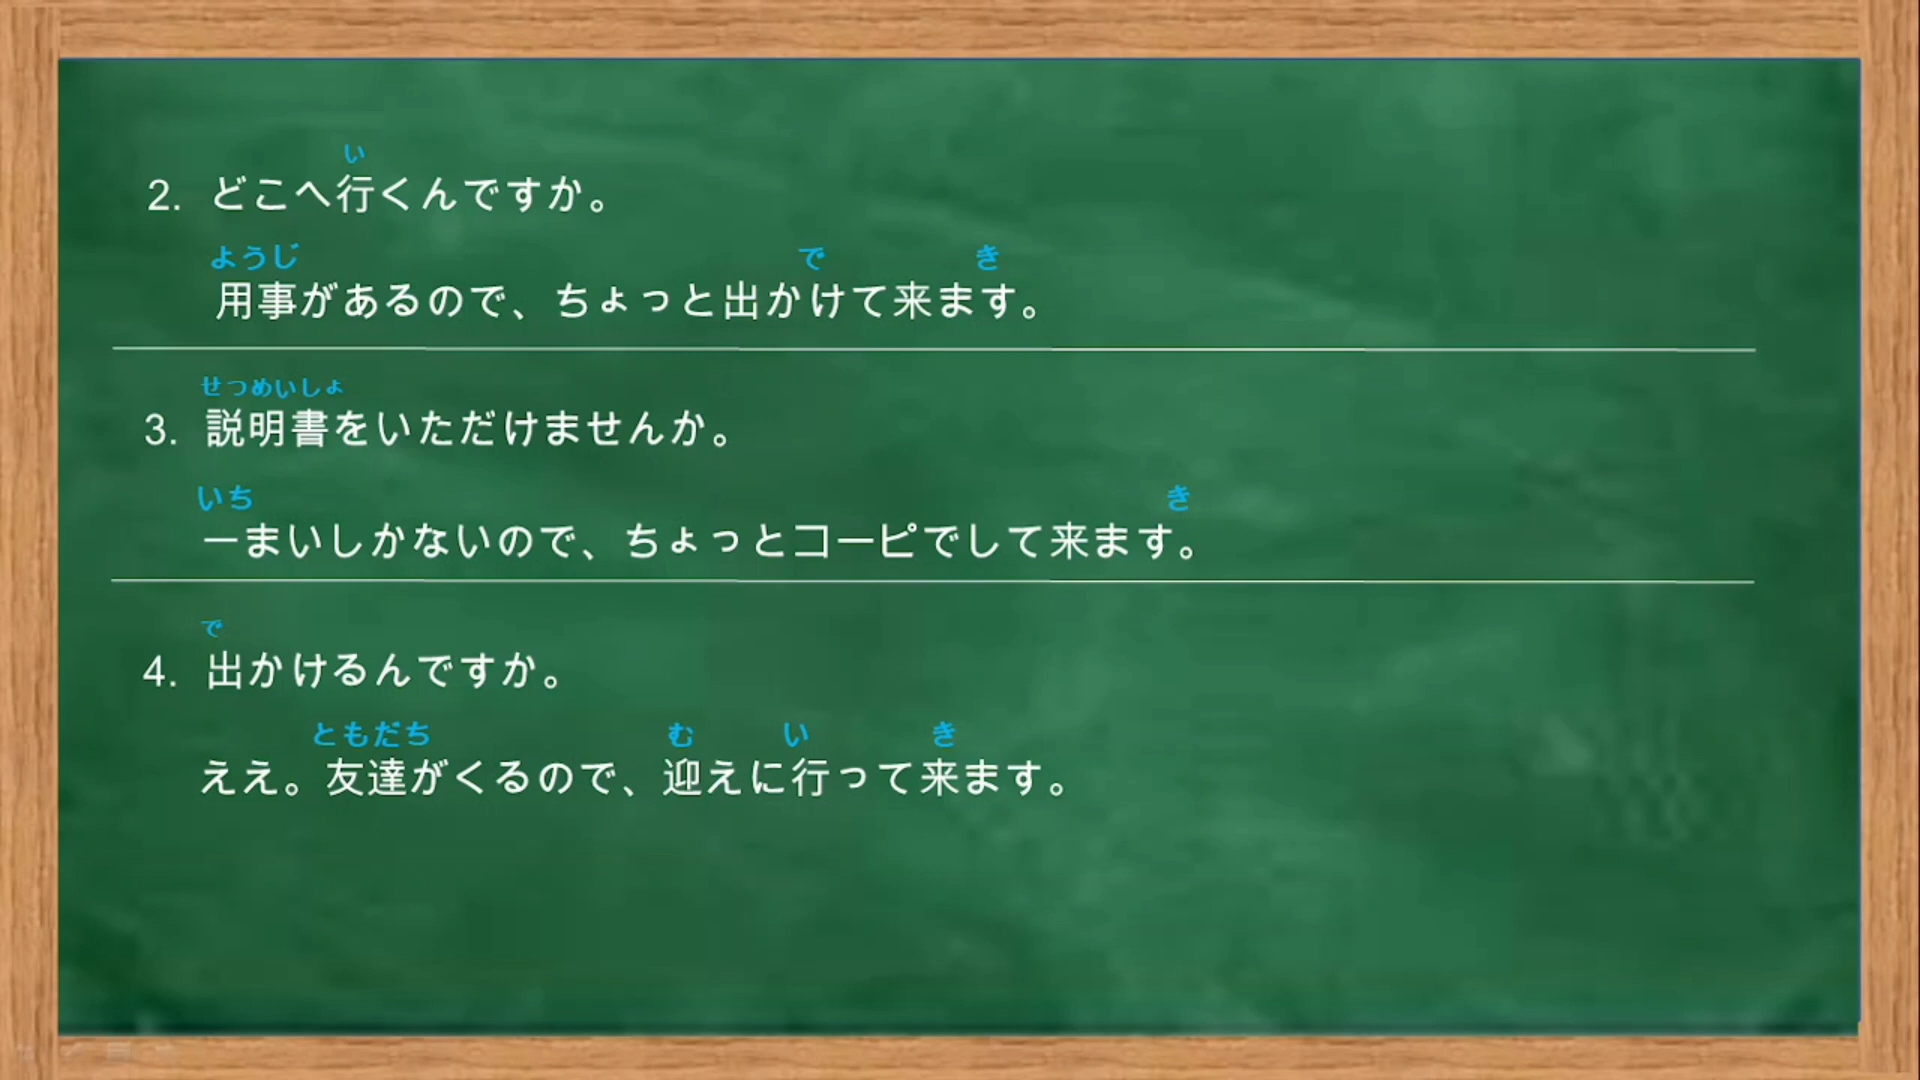 い
2. どこへ行くんですか。
ようじ で き
用事があるので、ちょっと出かけて来ます。
せつめいしょ
3. 説明書をいただけませんか。
いち き
一まいしかないので、ちょっとコーピでして来ます。
で
4. 出かけるんですか。
ともだち む い き
ええ。友達がくるので、迎えに行って来ます。